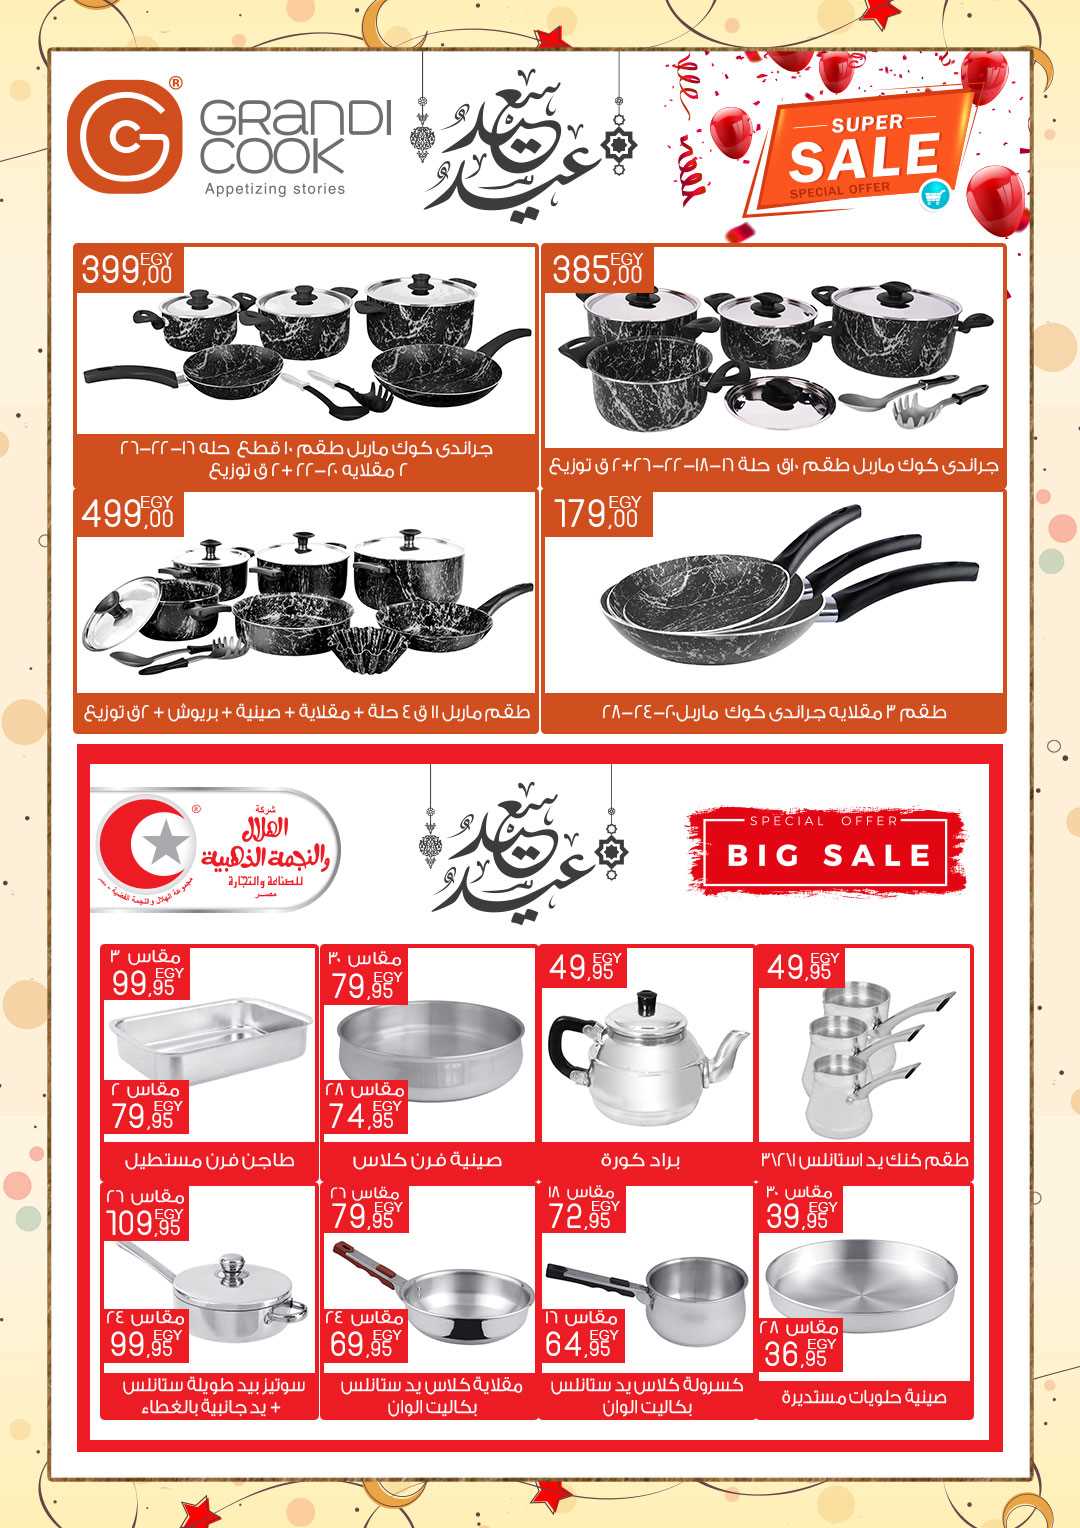 GRANDI
COOK
Appetizing stories
®
عيد سعيد
SUPER
SALE
SPECIAL OFFER
399,00 EGY
جراندى كوك ماربل طقم ١٠ قطع حله ١٦-٢٢-٢٦
٢ مقلايه ٢٠-٢٢ +٢ ق توزيع
385,00 EGY
جراندى كوك ماربل طقم ١٠ق حلة ١٦-١٨-٢٢-٢٦+٢ ق توزيع
499,00 EGY
طقم ماربل ١١ ق ٤ حلة + مقلاية + صينية + بريوش + ٢ق توزيع
179,00 EGY
طقم ٣ مقلايه جراندى كوك ماربل٢٠-٢٤-٢٨
شركة
الهلال
والنجمة الذهبية
للصناعة والتجارة
مصر
®
مجموعة الهلال والنجمة الفضية - مصر
عيد سعيد
SPECIAL OFFER
BIG SALE
مقاس ٣
99,95 EGY
مقاس ٢
79,95 EGY
طاجن فرن مستطيل
مقاس ٣٠
79,95 EGY
مقاس ٢٨
74,95 EGY
صينية فرن كلاس
49,95 EGY
براد كورة
49,95 EGY
طقم كنك يد استانلس ١\٢\٣
مقاس ٢٦
109,95 EGY
مقاس ٢٤
99,95 EGY
سوتيز بيد طويلة ستانلس
+ يد جانبية بالغطاء
مقاس ٢٦
79,95 EGY
مقاس ٢٤
69,95 EGY
مقلاية كلاس يد ستانلس
بكاليت الوان
مقاس ١٨
72,95 EGY
مقاس ١٦
64,95 EGY
كسرولة كلاس يد ستانلس
بكاليت الوان
مقاس ٣٠
39,95 EGY
مقاس ٢٨
36,95 EGY
صينية حلويات مستديرة